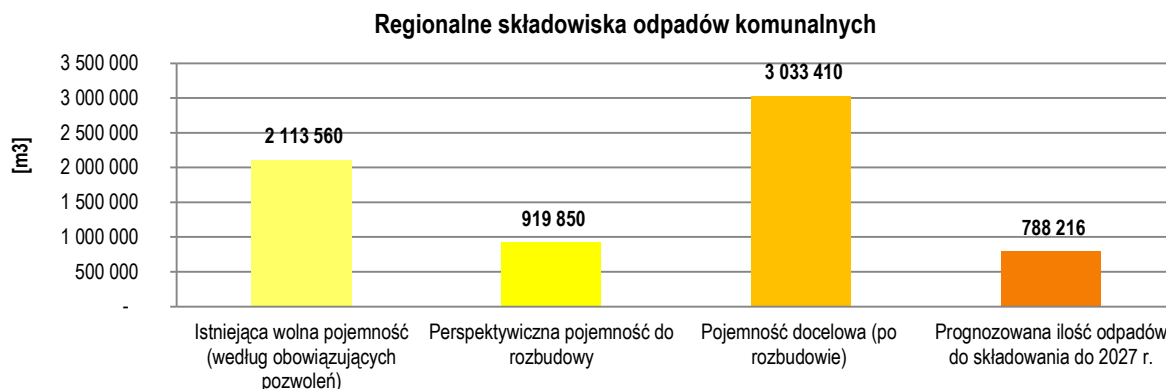 Regionalne składowiska odpadów komunalnych
[m3]
3 500 000
3 000 000
2 500 000
2 000 000
1 500 000
1 000 000
500 000
-
2 113 560
919 850
3 033 410
788 216
Istniejąca wolna pojemność
(według obowiązujących
pozwoleń)
Perspektywiczna pojemność do
rozbudowy
Pojemność docelowa (po
rozbudowie)
Prognozowana ilość odpadów
do składowania do 2027 r.